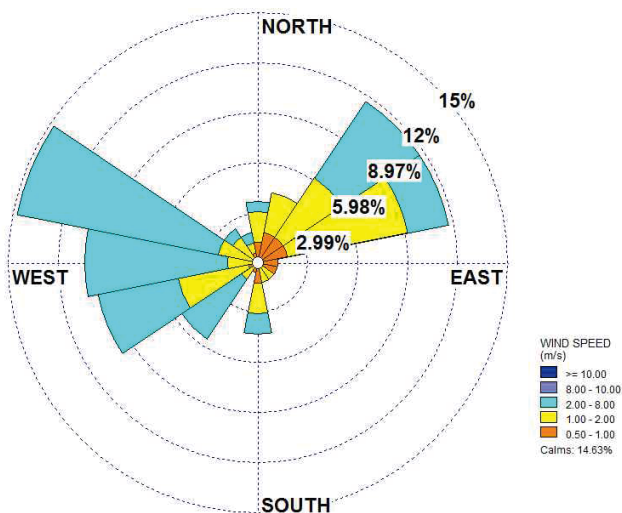 NORTH
15%
12%
8.97%
5.98%
2.99%
WEST
EAST
SOUTH
WIND SPEED
(m/s)
>= 10.00
8.00 - 10.00
2.00 - 8.00
1.00 - 2.00
0.50 - 1.00
Calms: 14.63%